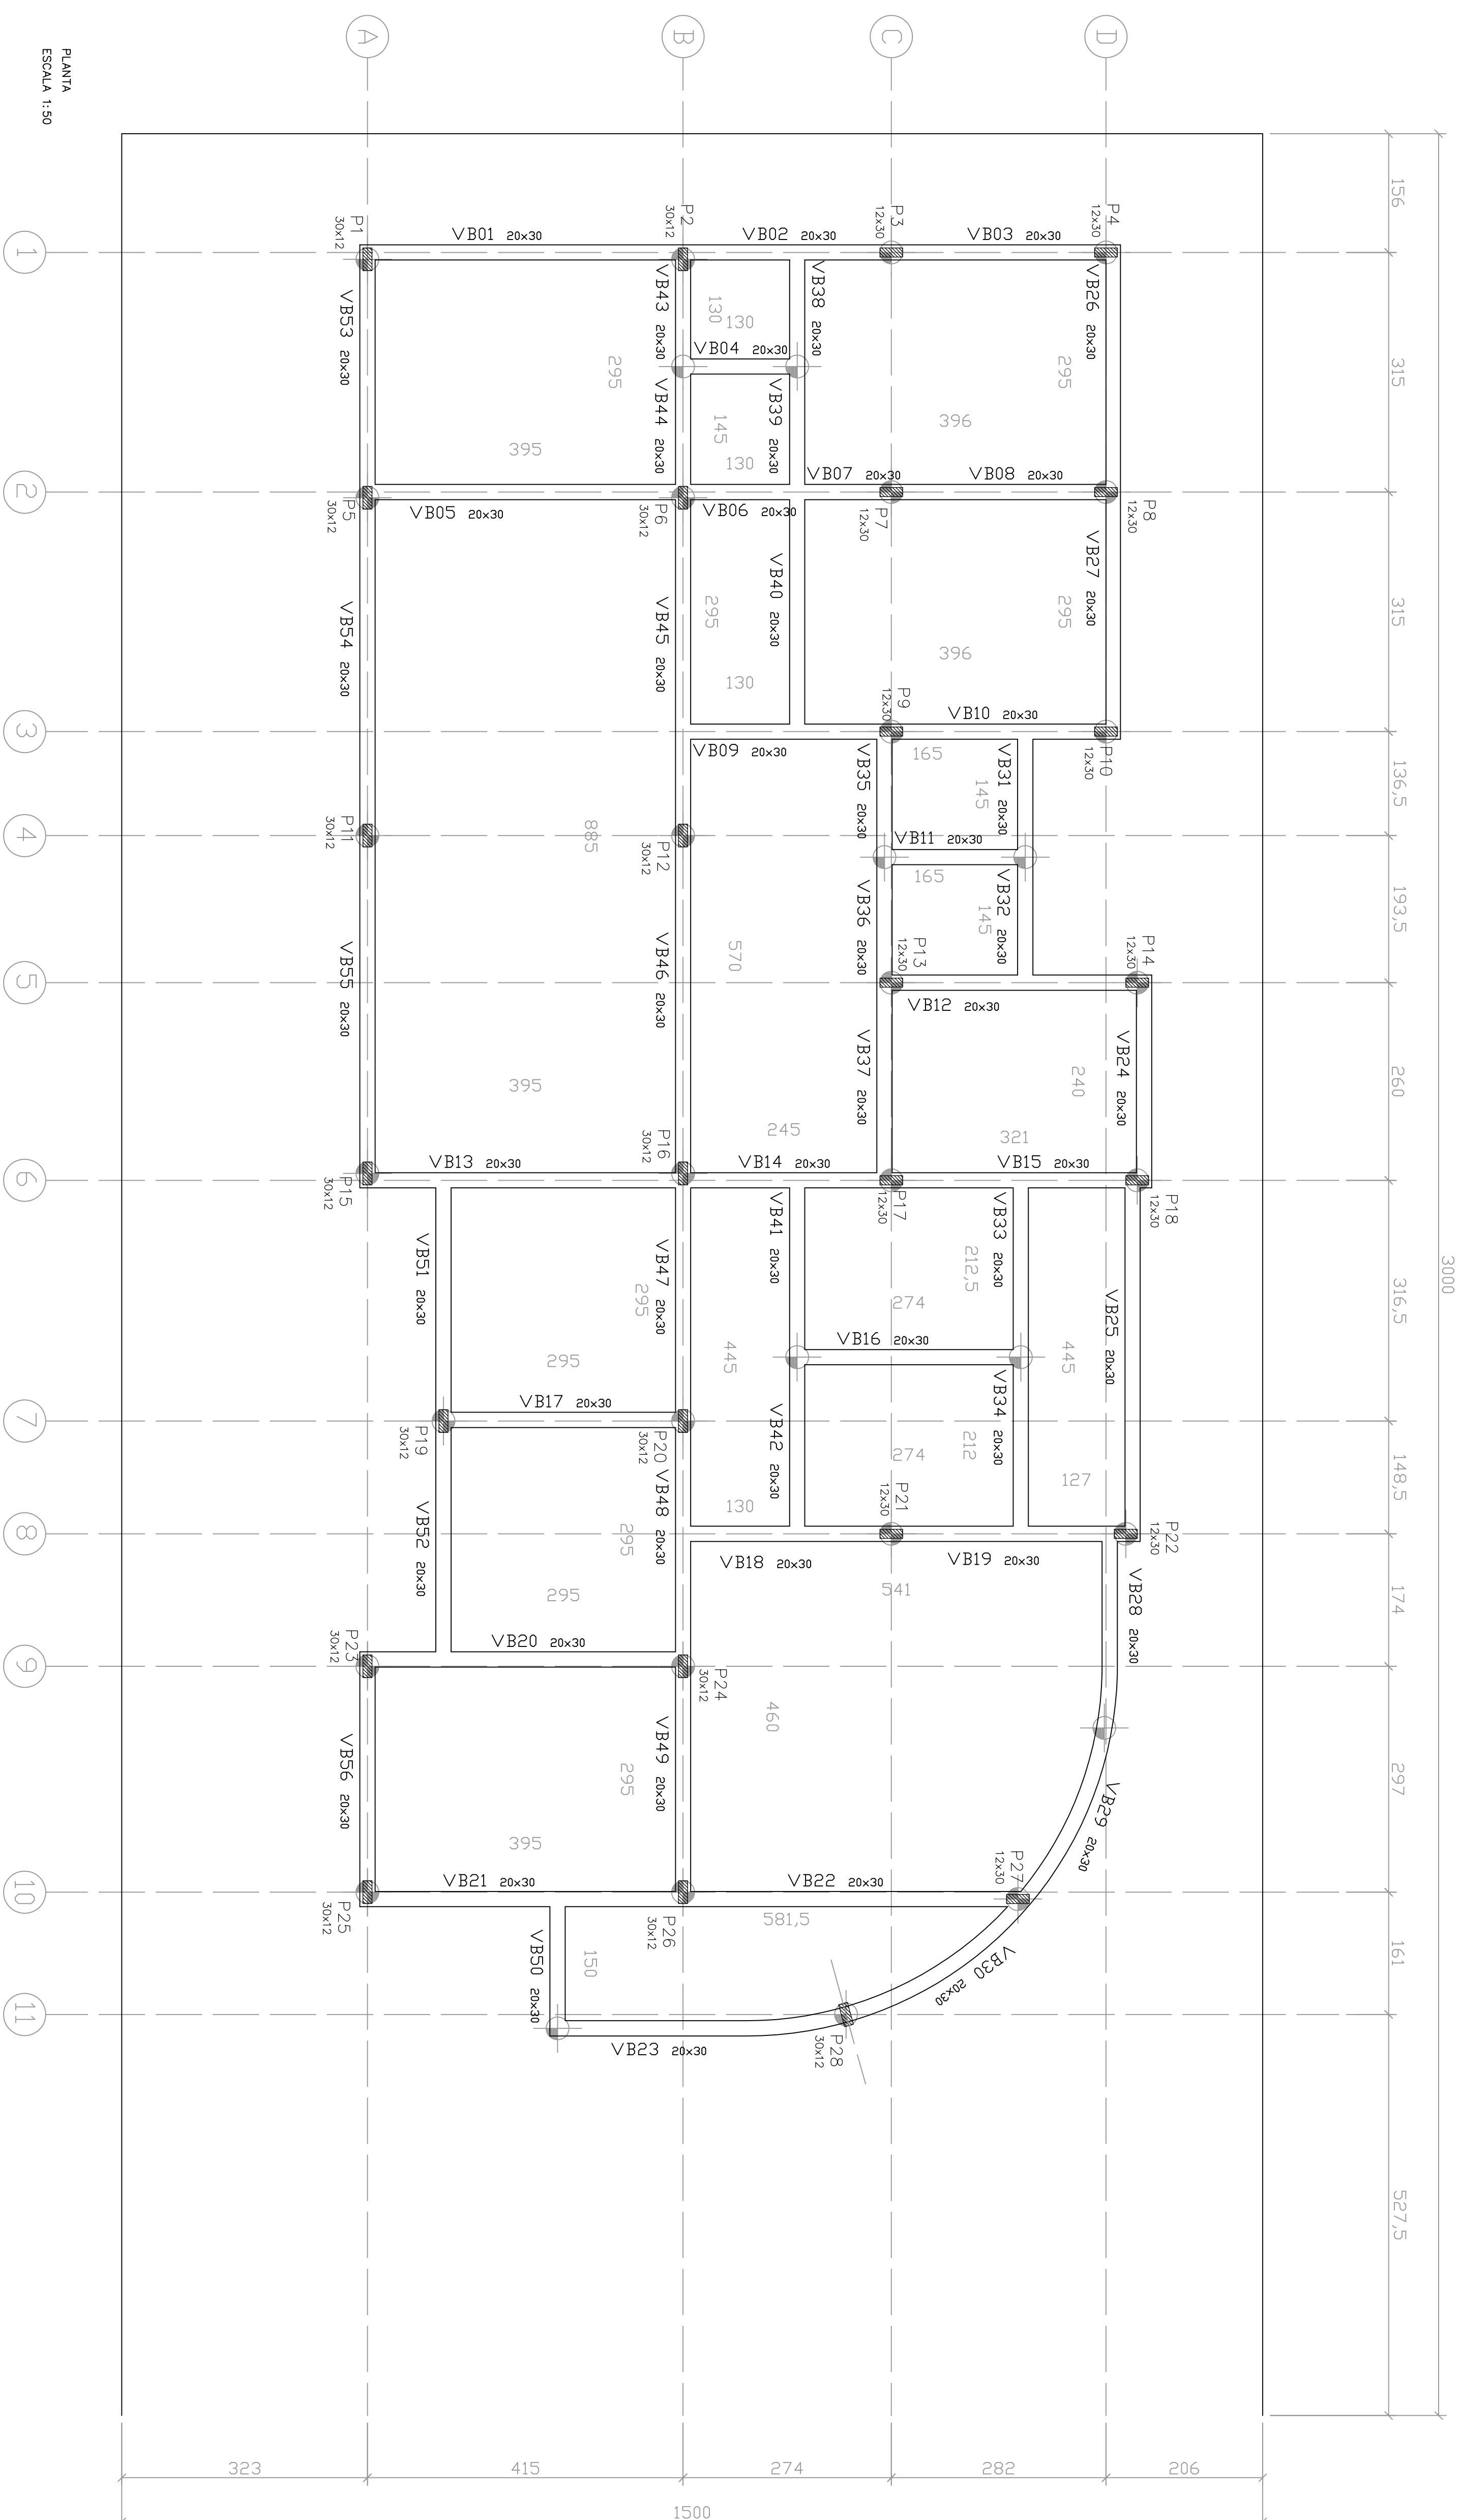 A
B
C
D
PLANTA
ESCALA 1:50
3000
156
315
315
136,5
193,5
260
316,5
148,5
174
297
161
527,5
P1
30x12
VB01 20x30
P2
30x12
VB02 20x30
P3
12x30
VB03 20x30
P4
12x30
1
VB53 20x30
VB43 20x30
130
130
VB38 20x30
VB26 20x30
VB04 20x30
295
295
VB44 20x30
145
VB39 20x30
396
395
130
VB07 20x30
VB08 20x30
2
P5
30x12
VB05 20x30
P6
30x12
VB06 20x30
P7
12x30
P8
12x30
VB27 20x30
VB54 20x30
VB45 20x30
295
VB40 20x30
295
396
130
P9
12x30
VB10 20x30
3
VB09 20x30
VB35 20x30
165
VB31 20x30
145
P10
12x30
4
P11
30x12
885
P12
30x12
VB11 20x30
165
VB36 20x30
VB32 20x30
145
VB55 20x30
VB46 20x30
570
P13
12x30
P14
12x30
5
VB12 20x30
VB37 20x30
VB24 20x30
240
395
245
321
P16
30x12
VB13 20x30
VB14 20x30
VB15 20x30
6
P15
30x12
P17
12x30
P18
12x30
VB51 20x30
VB47 20x30
295
VB41 20x30
VB33 20x30
212,5
274
VB25 20x30
VB16 20x30
295
445
445
VB17 20x30
VB34 20x30
7
P19
30x12
P20
30x12
VB42 20x30
274
212
127
VB52 20x30
VB48 20x30
130
P21
12x30
P22
12x30
8
295
VB18 20x30
VB19 20x30
541
VB28 20x30
295
VB20 20x30
9
P23
30x12
P24
30x12
460
VB56 20x30
VB49 20x30
295
VB29 20x30
395
VB21 20x30
VB22 20x30
P27
12x30
10
P25
30x12
P26
30x12
581,5
VB50 20x30
150
VB30 20x30
11
VB23 20x30
P28
30x12
323
415
274
282
206
1500